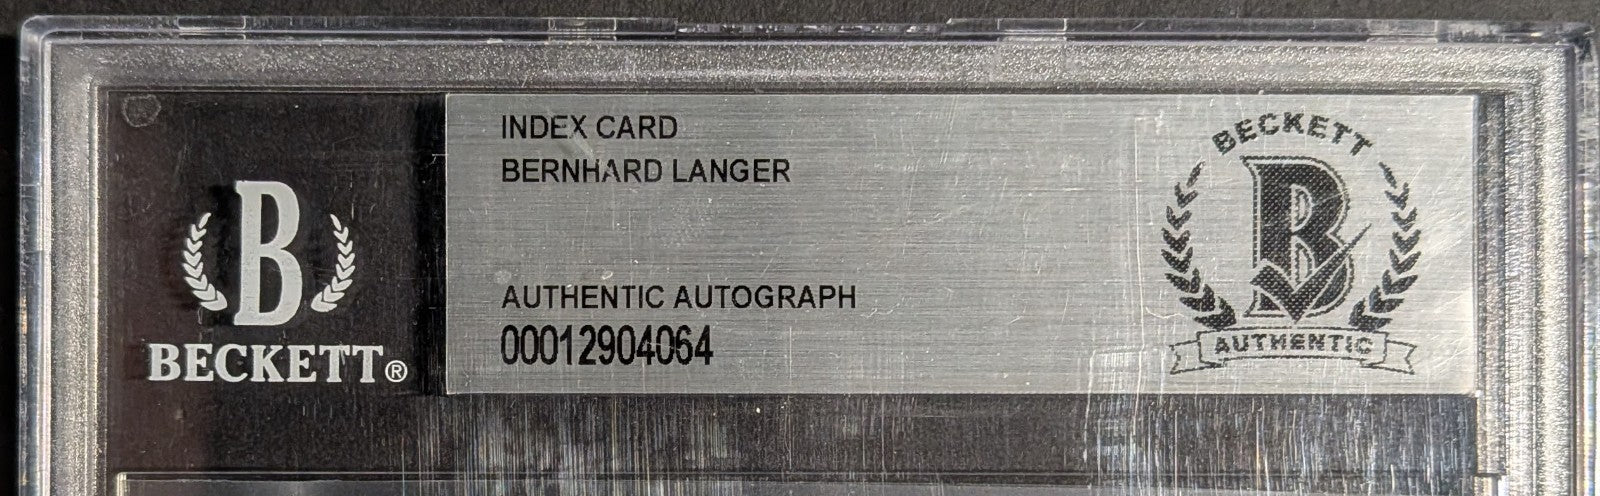 INDEX CARD
BERNHARD LANGER
AUTHENTIC AUTOGRAPH
00012904064
B
BECKETT®
BECKETT
B
AUTHENTIC